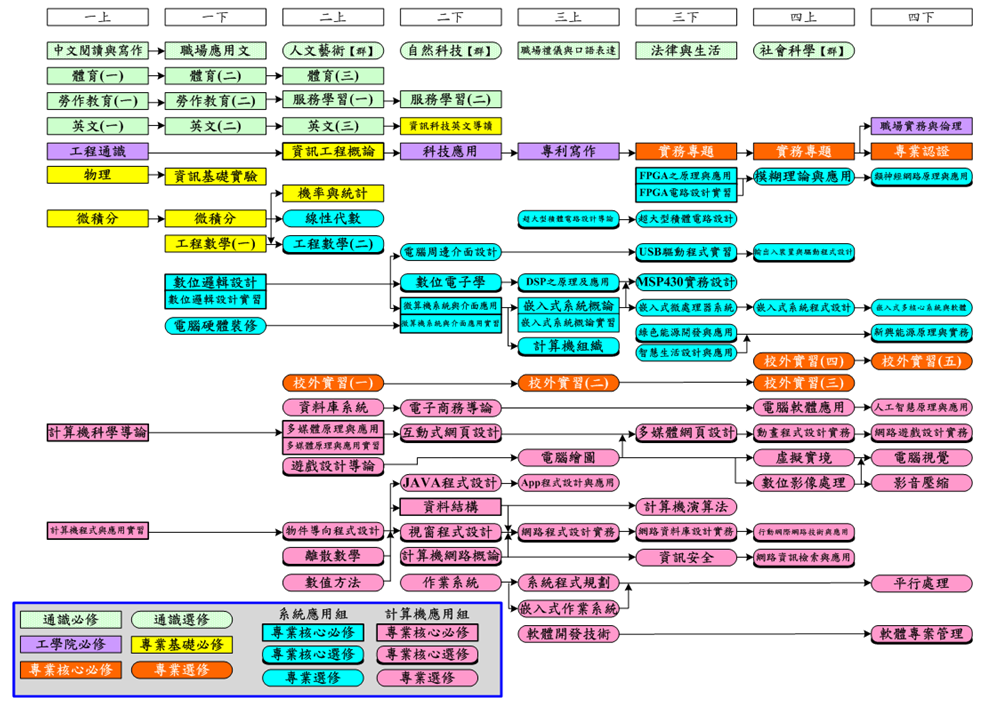 一上 一下 二上 二下 三上 三下 四上 四下
中文閱讀與寫作 職場應用文 人文藝術【群】 自然科技【群】 職場禮儀與口語表達 法律與生活 社會科學【群】
體育(一) 體育(二) 體育(三)
勞作教育(一) 勞作教育(二) 服務學習(一) 服務學習(二)
英文(一) 英文(二) 英文(三) 資訊科技英文導讀 職場實務與倫理
工程通識 資訊工程概論 科技應用 專利寫作 實務專題 實務專題 專業認證
物理 資訊基礎實驗 FPGA之原理與應用 模糊理論與應用 類神經網路原理與應用
機率與統計 FPGA電路設計實習
微積分 微積分 線性代數 超大型積體電路設計導論 超大型積體電路設計
工程數學(一) 工程數學(二) 電腦周邊介面設計 USB驅動程式實習 輸出入裝置與驅動程式設計
數位邏輯設計 數位電子學 DSP之原理及應用 MSP430實務設計
數位邏輯設計實習 微算機系統與介面應用 嵌入式系統概論 嵌入式微處理器系統 嵌入式系統程式設計 嵌入式多核心系統與軟體
電腦硬體裝修 微算機系統與介面應用實習 嵌入式系統概論實習 綠色能源開發與應用 新興能源原理與實務
計算機組織 智慧生活設計與應用
校外實習(四) 校外實習(五)
校外實習(一) 校外實習(二) 校外實習(三)
資料庫系統 電子商務導論 電腦軟體應用 人工智慧原理與應用
計算機科學導論 多媒體原理與應用 互動式網頁設計 多媒體網頁設計 動畫程式設計實務 網路遊戲設計實務
多媒體原理與應用實習
遊戲設計導論 電腦繪圖 虛擬實境 電腦視覺
JAVA程式設計 App程式設計與應用 數位影像處理 影音壓縮
資料結構 計算機演算法
計算機程式與應用實習 物件導向程式設計 視窗程式設計 網路程式設計實務 網路資料庫設計實務 行動網際網路技術與應用
離散數學 計算機網路概論 資訊安全 網路資訊檢索與應用
數值方法 作業系統 系統程式規劃 平行處理
嵌入式作業系統
軟體開發技術 軟體專案管理
通識必修 通識選修 系統應用組 計算機應用組
工學院必修 專業基礎必修 專業核心必修 專業核心必修
專業核心必修 專業選修 專業核心選修 專業核心選修
專業選修 專業選修